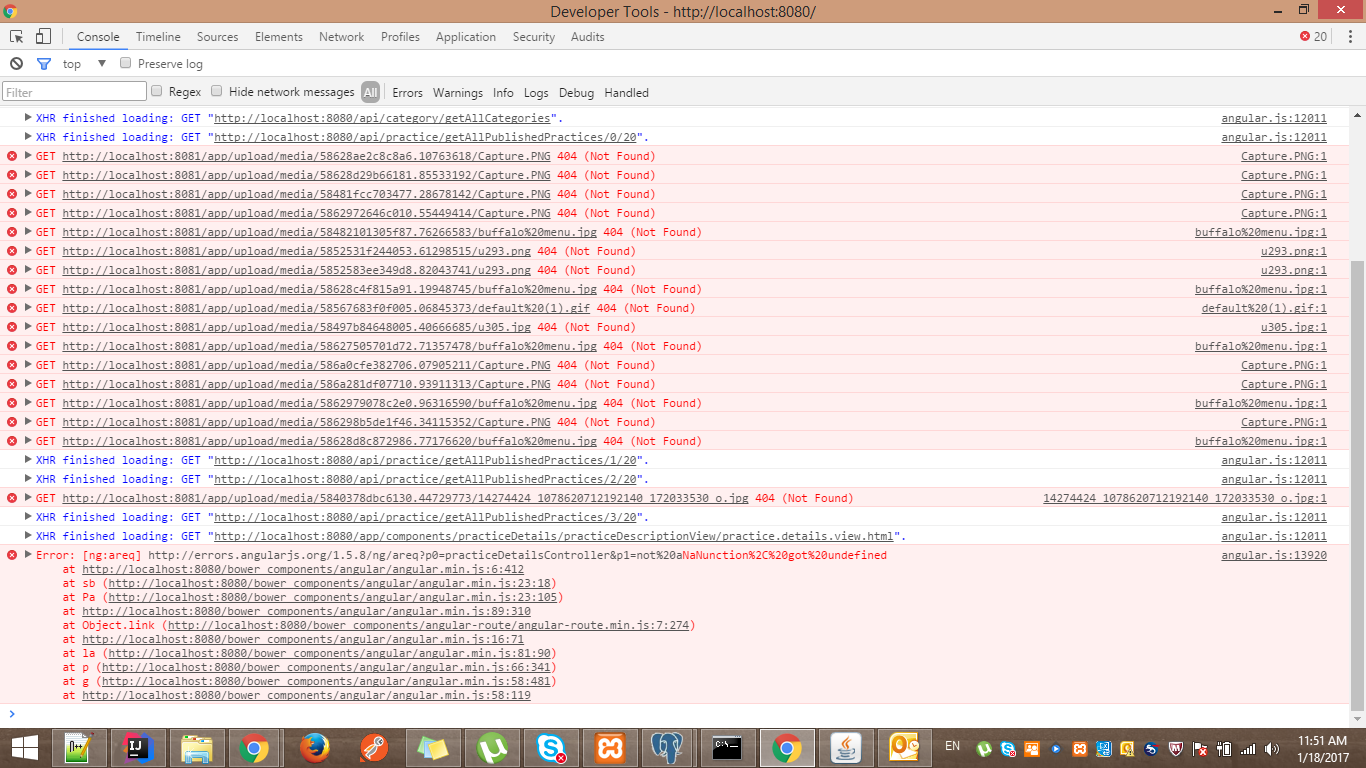 Developer Tools - http://localhost:8080/
Console Timeline Sources Elements Network Profiles Application Security Audits 20
top Preserve log
Filter Regex Hide network messages All Errors Warnings Info Logs Debug Handled
XHR finished loading: GET "http://localhost:8080/api/category/getAllCategories". angular.js:12011
XHR finished loading: GET "http://localhost:8080/api/practice/getAllPublishedPractices/0/20". angular.js:12011
GET http://localhost:8081/app/upload/media/58628ae2c8c8a6.10763618/Capture.PNG 404 (Not Found) Capture.PNG:1
GET http://localhost:8081/app/upload/media/58628d29b66181.85533192/Capture.PNG 404 (Not Found) Capture.PNG:1
GET http://localhost:8081/app/upload/media/58481fcc703477.28678142/Capture.PNG 404 (Not Found) Capture.PNG:1
GET http://localhost:8081/app/upload/media/5862972646c010.55449414/Capture.PNG 404 (Not Found) Capture.PNG:1
GET http://localhost:8081/app/upload/media/58482101305f87.76266583/buffalo%20menu.jpg 404 (Not Found) buffalo%20menu.jpg:1
GET http://localhost:8081/app/upload/media/5852531f244053.61298515/u293.png 404 (Not Found) u293.png:1
GET http://localhost:8081/app/upload/media/5852583ee349d8.82043741/u293.png 404 (Not Found) u293.png:1
GET http://localhost:8081/app/upload/media/58628c4f815a91.19948745/buffalo%20menu.jpg 404 (Not Found) buffalo%20menu.jpg:1
GET http://localhost:8081/app/upload/media/58567683f0f005.06845373/default%20(1).gif 404 (Not Found) default%20(1).gif:1
GET http://localhost:8081/app/upload/media/58497b84648005.40666685/u305.jpg 404 (Not Found) u305.jpg:1
GET http://localhost:8081/app/upload/media/58627505701d72.71357478/buffalo%20menu.jpg 404 (Not Found) buffalo%20menu.jpg:1
GET http://localhost:8081/app/upload/media/586a0cfe382706.07905211/Capture.PNG 404 (Not Found) Capture.PNG:1
GET http://localhost:8081/app/upload/media/586a281df07710.93911313/Capture.PNG 404 (Not Found) Capture.PNG:1
GET http://localhost:8081/app/upload/media/5862979078c2e0.96316590/buffalo%20menu.jpg 404 (Not Found) buffalo%20menu.jpg:1
GET http://localhost:8081/app/upload/media/586298b5de1f46.34115352/Capture.PNG 404 (Not Found) Capture.PNG:1
GET http://localhost:8081/app/upload/media/58628d8c872986.77176620/buffalo%20menu.jpg 404 (Not Found) buffalo%20menu.jpg:1
XHR finished loading: GET "http://localhost:8080/api/practice/getAllPublishedPractices/1/20". angular.js:12011
XHR finished loading: GET "http://localhost:8080/api/practice/getAllPublishedPractices/2/20". angular.js:12011
GET http://localhost:8081/app/upload/media/5840378dbc6130.44729773/14274424_1078620712192140_172033530_o.jpg 404 (Not Found) 14274424_1078620712192140_172033530_o.jpg:1
XHR finished loading: GET "http://localhost:8080/api/practice/getAllPublishedPractices/3/20". angular.js:12011
XHR finished loading: GET "http://localhost:8080/app/components/practiceDetails/practiceDescriptionView/practice.details.view.html". angular.js:12011
Error: [ng:areq] http://errors.angularjs.org/1.5.8/ng/areq?p0=practiceDetailsController&p1=not%20aNaNunction%2C%20got%20undefined angular.js:13920
at http://localhost:8080/bower_components/angular/angular.min.js:6:412
at sb (http://localhost:8080/bower_components/angular/angular.min.js:23:18)
at Pa (http://localhost:8080/bower_components/angular/angular.min.js:23:105)
at http://localhost:8080/bower_components/angular/angular.min.js:89:310
at Object.link (http://localhost:8080/bower_components/angular-route/angular-route.min.js:7:274)
at http://localhost:8080/bower_components/angular/angular.min.js:16:71
at la (http://localhost:8080/bower_components/angular/angular.min.js:81:90)
at p (http://localhost:8080/bower_components/angular/angular.min.js:66:341)
at g (http://localhost:8080/bower_components/angular/angular.min.js:58:481)
at http://localhost:8080/bower_components/angular/angular.min.js:58:119
EN 11:51 AM
1/18/2017